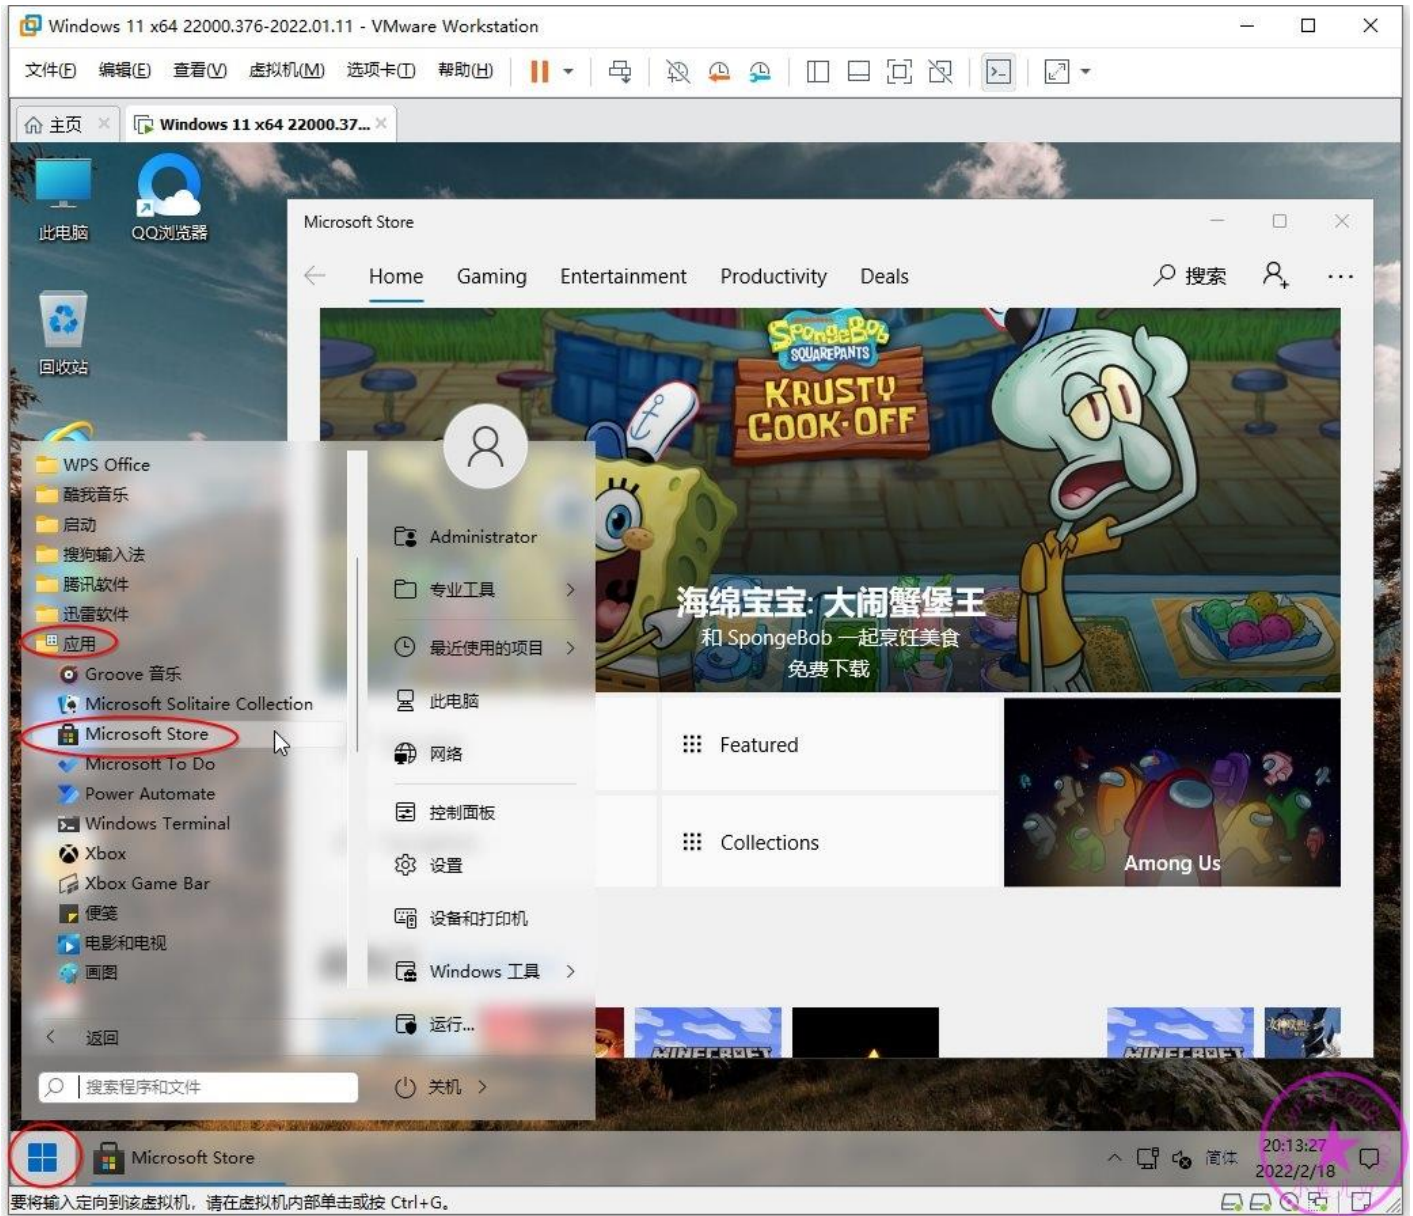 Windows 11 x64 22000.376-2022.01.11 - VMware Workstation
文件(F) 编辑(E) 查看(V) 虚拟机(M) 选项卡(T) 帮助(H)
主页 Windows 11 x64 22000.37...
此电脑 QQ浏览器
回收站
Microsoft Store
Home Gaming Entertainment Productivity Deals 搜索
SpongeBob
SQUAREPANTS
KRUSTY
COOK-OFF
海绵宝宝: 大闹蟹堡王
和 SpongeBob 一起烹饪美食
免费下载
Featured
Collections
Among Us
MINECRAFT
MINECRAFT
WPS Office
酷我音乐
启动
搜狗输入法
腾讯软件
迅雷软件
应用
Groove 音乐
Microsoft Solitaire Collection
Microsoft Store
Microsoft To Do
Power Automate
Windows Terminal
Xbox
Xbox Game Bar
便笺
电影和电视
画图
返回
搜索程序和文件
Administrator
专业工具
最近使用的项目
此电脑
网络
控制面板
设置
设备和打印机
Windows 工具
运行...
关机
Microsoft Store
简体
20:13:27
2022/2/18
要将输入定向到该虚拟机，请在虚拟机内部单击或按 Ctrl+G。